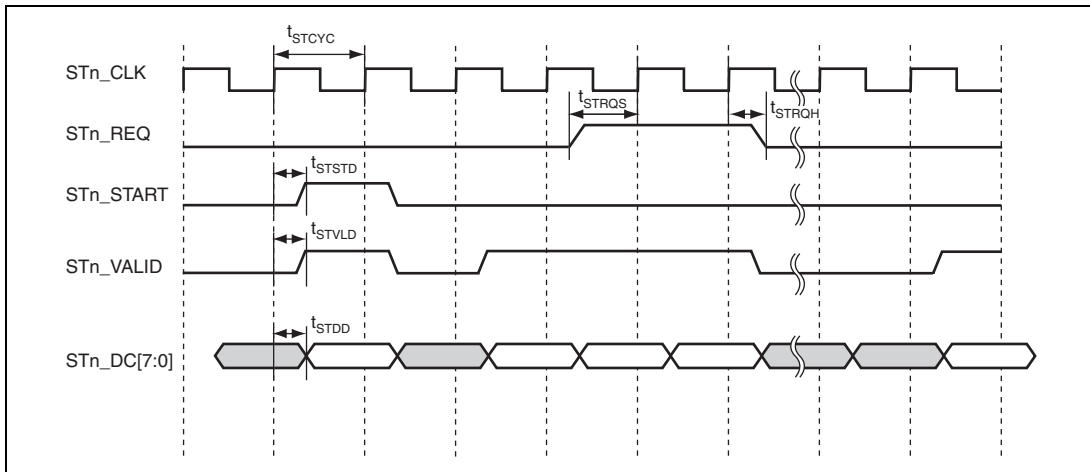 tSTCYC
STn_CLK
tSTRQS
tSTRQH
STn_REQ
tSTSTD
STn_START
tSTVLD
STn_VALID
tSTDD
STn_DC[7:0]